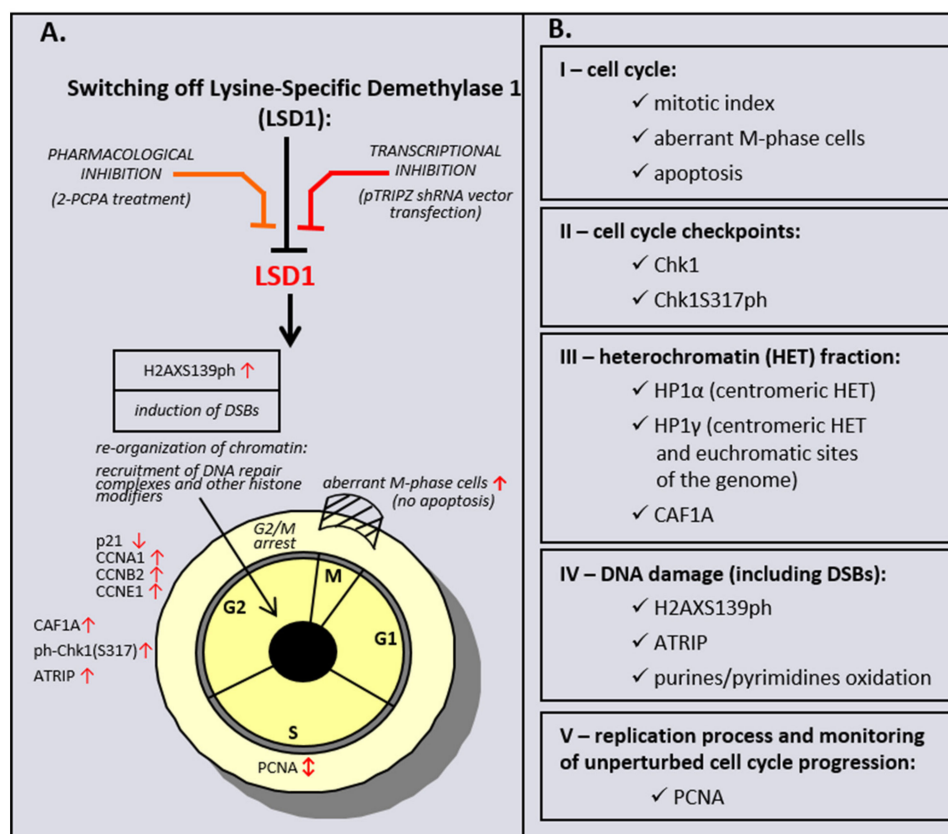 A.
Switching off Lysine-Specific Demethylase 1
(LSD1):
PHARMACOLOGICAL
INHIBITION
(2-PCPA treatment)
TRANSCRIPTIONAL
INHIBITION
(pTRIPZ shRNA vector
transfection)
LSD1
H2AXS139ph ↑
induction of DSBs
re-organization of chromatin:
recruitment of DNA repair
complexes and other histone
modifiers
aberrant M-phase cells ↑
(no apoptosis)
G2/M
arrest
p21 ↓
CCNA1 ↑
CCNB2 ↑
CCNE1 ↑
CAF1A ↑
ph-Chk1(S317) ↑
ATRIP ↑
M
G2
G1
S
PCNA ↕
B.
I – cell cycle:
✓ mitotic index
✓ aberrant M-phase cells
✓ apoptosis
II – cell cycle checkpoints:
✓ Chk1
✓ Chk1S317ph
III – heterochromatin (HET) fraction:
✓ HP1α (centromeric HET)
✓ HP1γ (centromeric HET
and euchromatic sites
of the genome)
✓ CAF1A
IV – DNA damage (including DSBs):
✓ H2AXS139ph
✓ ATRIP
✓ purines/pyrimidines oxidation
V – replication process and monitoring
of unperturbed cell cycle progression:
✓ PCNA